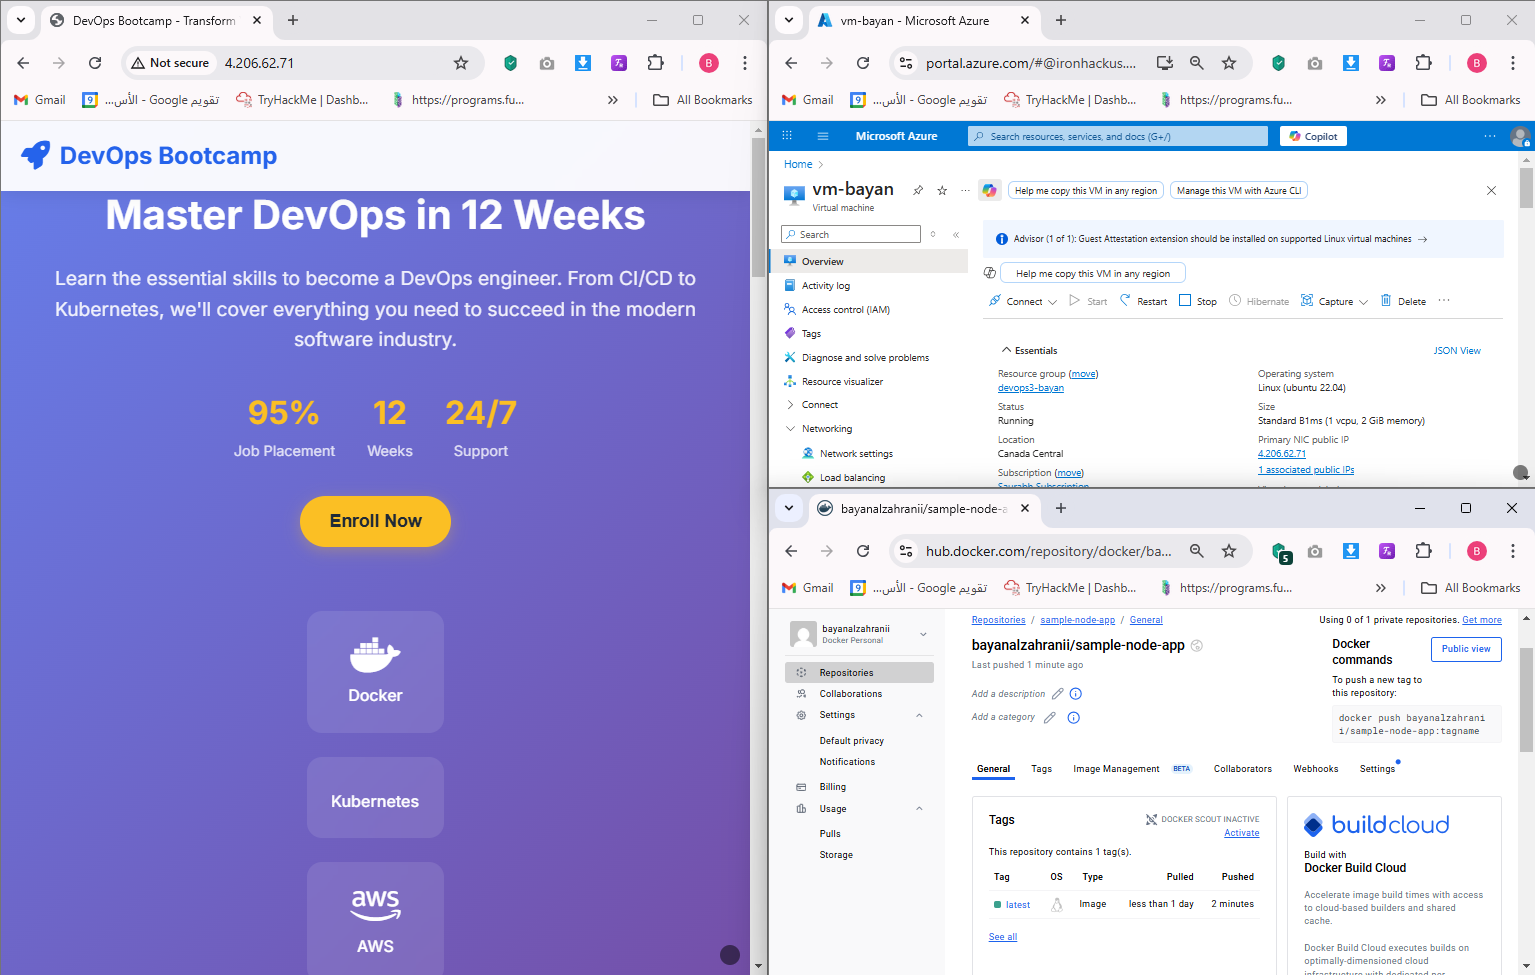 DevOps Bootcamp - Transform
Not secure
4.206.62.71
B
Gmail
تقويم Google - الأس...
TryHackMe | Dashb...
https://programs.fu...
»
All Bookmarks
DevOps Bootcamp
Master DevOps in 12 Weeks
Learn the essential skills to become a DevOps engineer. From CI/CD to
Kubernetes, we'll cover everything you need to succeed in the modern
software industry.
95%
12
24/7
Job Placement
Weeks
Support
Enroll Now
Docker
Kubernetes
aws
AWS
vm-bayan - Microsoft Azure
portal.azure.com/#@ironhackus....
B
Gmail
تقويم Google - الأس...
TryHackMe | Dashb...
https://programs.fu...
»
All Bookmarks
Microsoft Azure
Search resources, services, and docs (G+/)
Copilot
Home
vm-bayan
Virtual machine
Help me copy this VM in any region
Manage this VM with Azure CLI
Search
Overview
Activity log
Access control (IAM)
Tags
Diagnose and solve problems
Resource visualizer
Connect
Networking
Network settings
Load balancing
Advisor (1 of 1): Guest Attestation extension should be installed on supported Linux virtual machines →
Help me copy this VM in any region
Connect
Start
Restart
Stop
Hibernate
Capture
Delete
Essentials
JSON View
Resource group (move)
devops3-bayan
Status
Running
Location
Canada Central
Subscription (move)
Saurabh Subscription
Operating system
Linux (ubuntu 22.04)
Size
Standard B1ms (1 vcpu, 2 GiB memory)
Primary NIC public IP
4.206.62.71
1 associated public IPs
bayanalzahranii/sample-node-a
hub.docker.com/repository/docker/ba...
5
B
Gmail
تقويم Google - الأس...
TryHackMe | Dashb...
https://programs.fu...
»
All Bookmarks
bayanalzahranii
Docker Personal
Repositories
Collaborations
Settings
Default privacy
Notifications
Billing
Usage
Pulls
Storage
Repositories / sample-node-app / General
Using 0 of 1 private repositories. Get more
bayanalzahranii/sample-node-app
Last pushed 1 minute ago
Add a description
Add a category
Docker
commands
Public view
To push a new tag to
this repository:
docker push bayanalzahrani
i/sample-node-app:tagname
General
Tags
Image Management
BETA
Collaborators
Webhooks
Settings
Tags
DOCKER SCOUT INACTIVE
Activate
This repository contains 1 tag(s).
Tag
OS
Type
Pulled
Pushed
latest
Image
less than 1 day
2 minutes
See all
buildcloud
Build with
Docker Build Cloud
Accelerate image build times with access
to cloud-based builders and shared
cache.
Docker Build Cloud executes builds on
optimally-dimensioned cloud
infrastructure with dedicated per